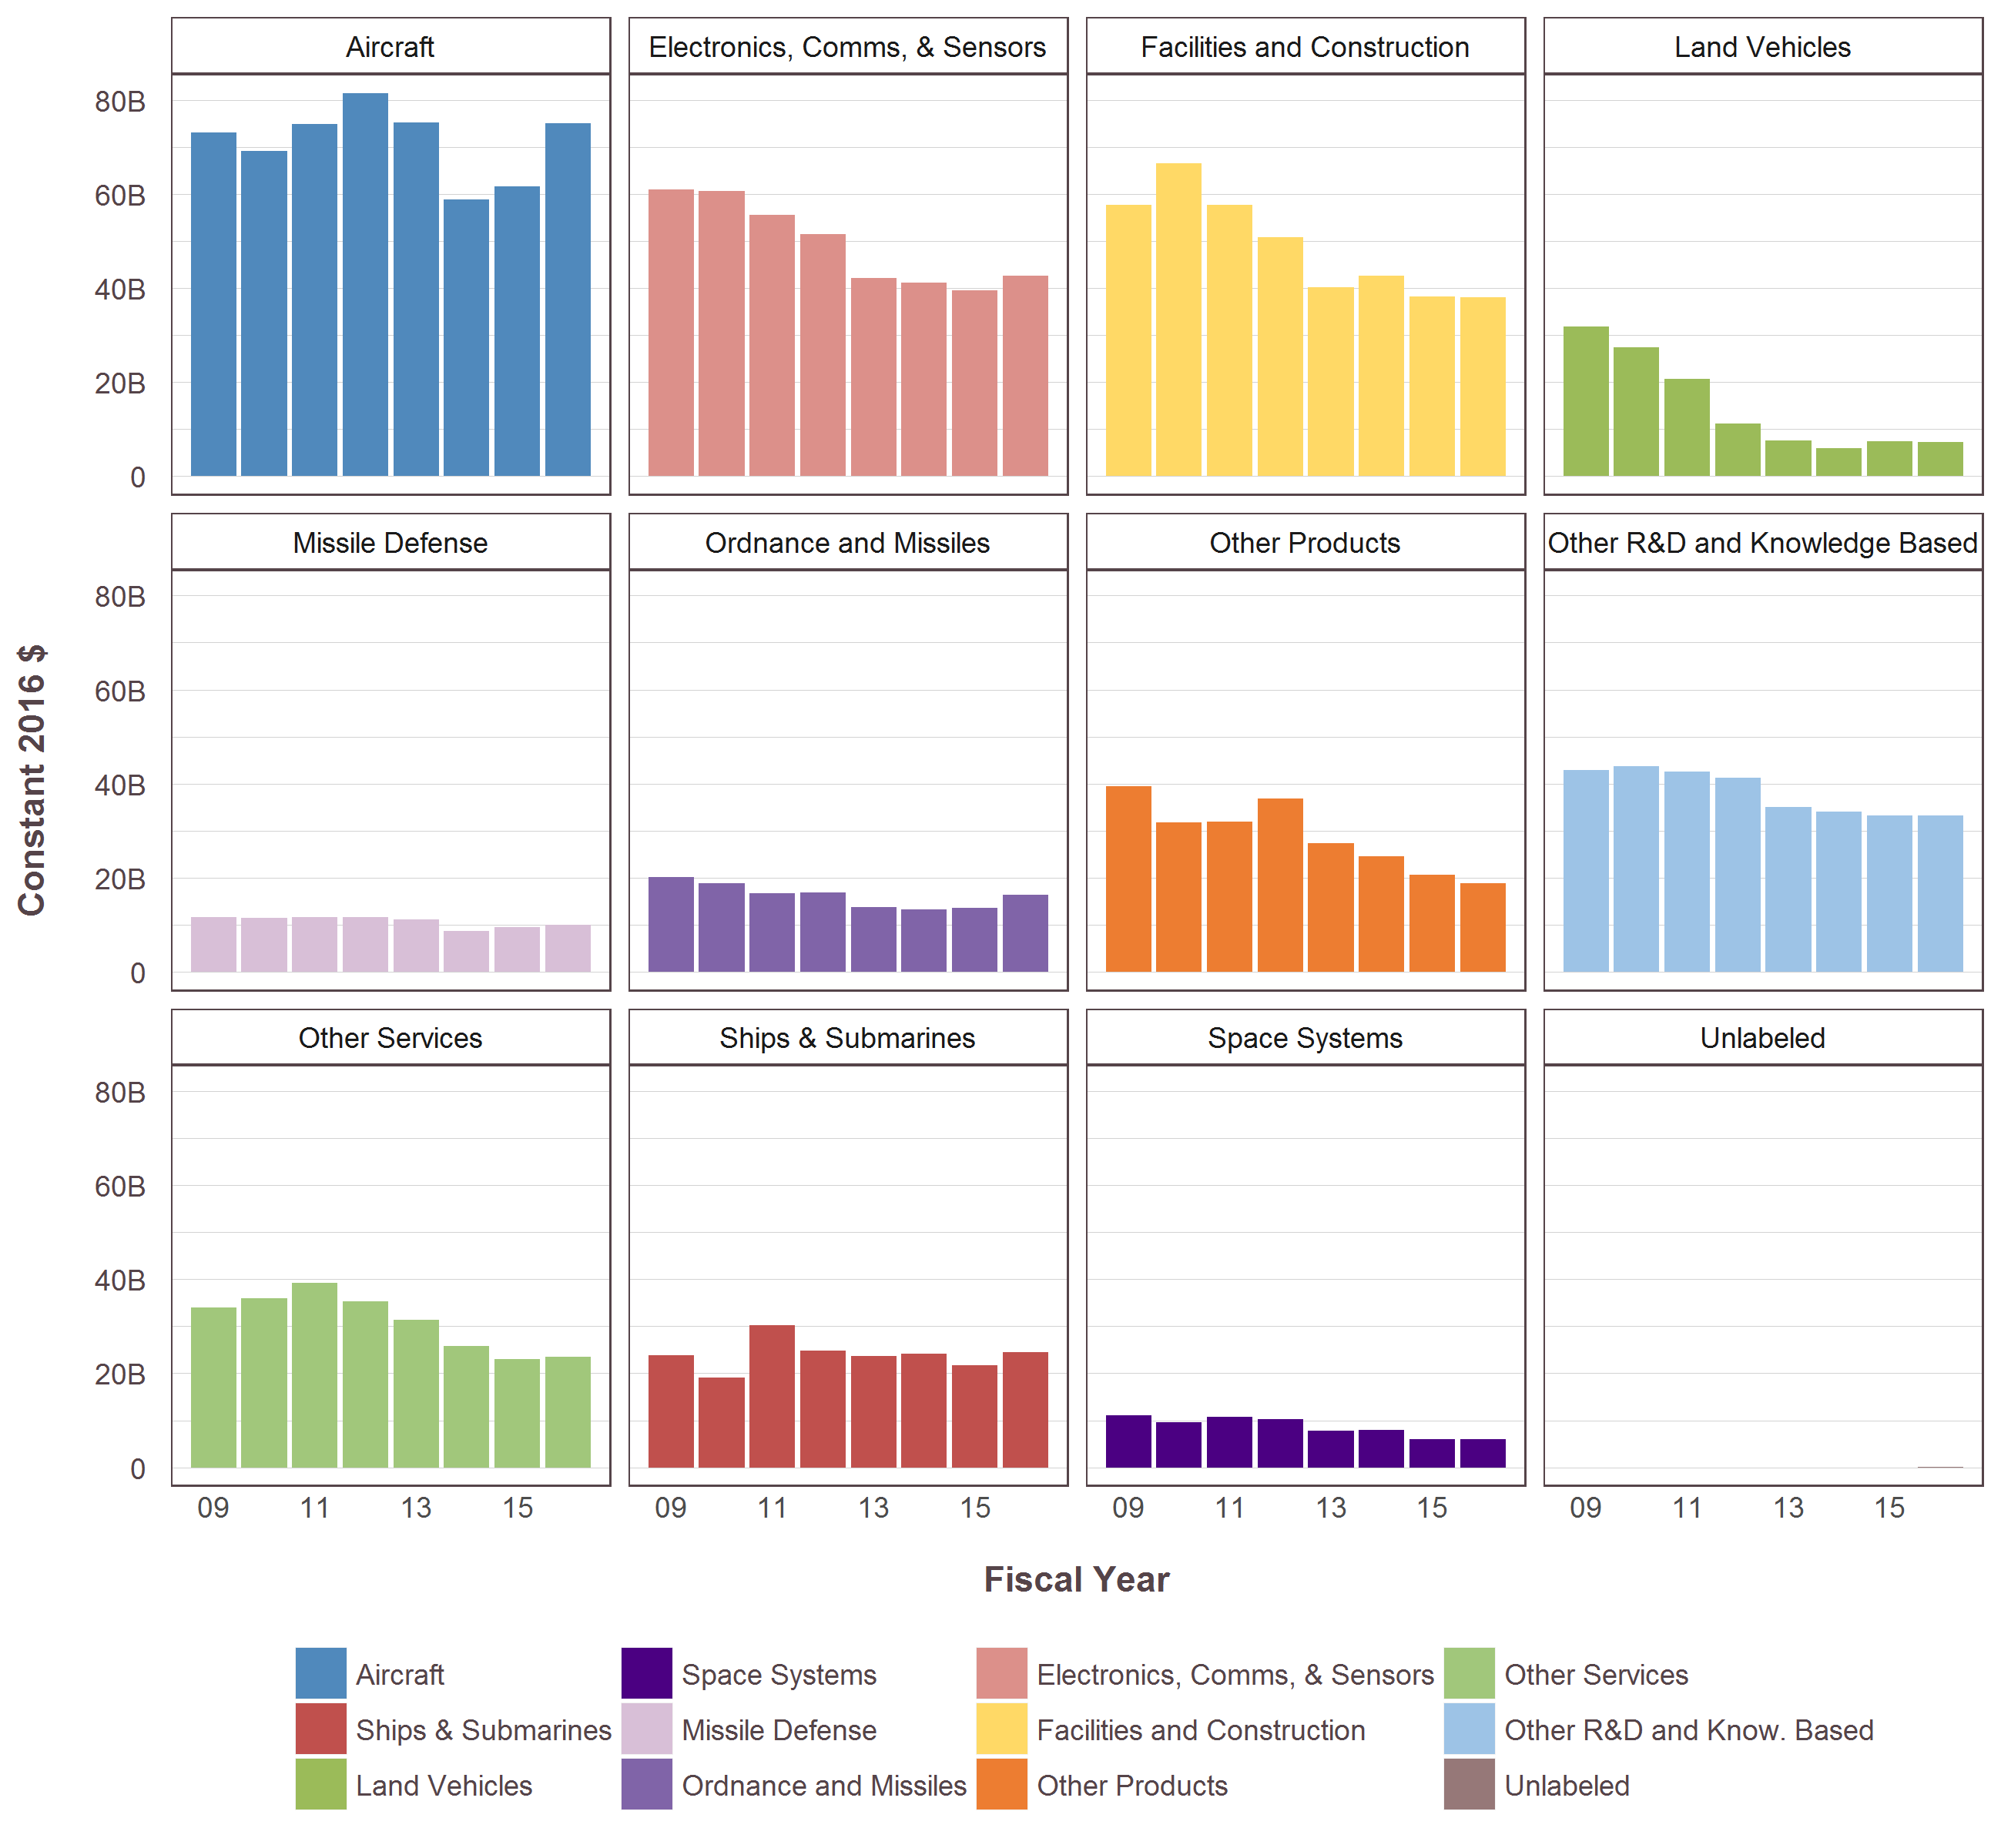 Aircraft
Electronics, Comms, & Sensors
Facilities and Construction
Land Vehicles
80B
60B
40B
20B
0
Missile Defense
Ordnance and Missiles
Other Products
Other R&D and Knowledge Based
80B
60B
40B
20B
0
Other Services
Ships & Submarines
Space Systems
Unlabeled
80B
60B
40B
20B
0
09 11 13 15
09 11 13 15
09 11 13 15
09 11 13 15
Constant 2016 $
Fiscal Year
Aircraft
Space Systems
Electronics, Comms, & Sensors
Other Services
Ships & Submarines
Missile Defense
Facilities and Construction
Other R&D and Know. Based
Land Vehicles
Ordnance and Missiles
Other Products
Unlabeled